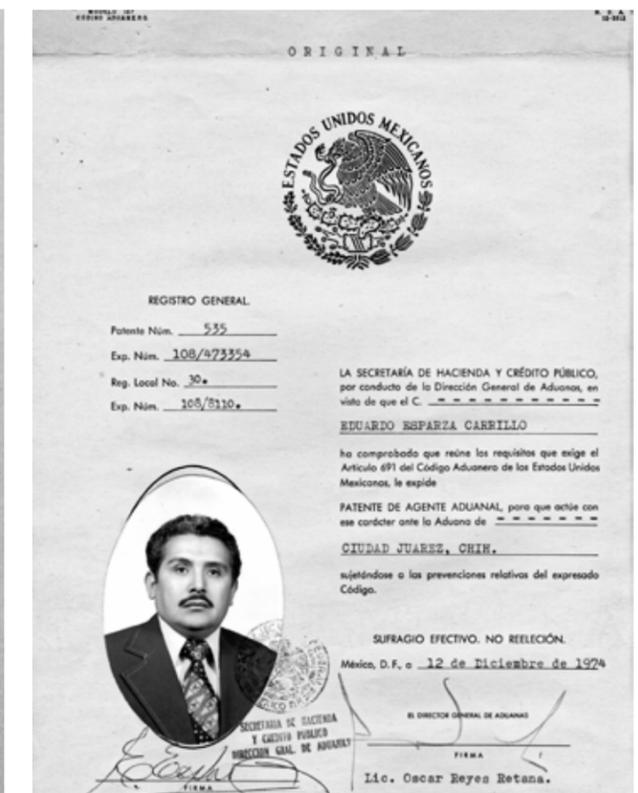 MODELO 107
CÓDIGO ADUANERO
ORIGINAL
ESTADOS UNIDOS MEXICANOS
REGISTRO GENERAL.
Patente Núm. 535
Exp. Núm. 108/473354
Reg. Local No. 30.
Exp. Núm. 108/8110.
LA SECRETARÍA DE HACIENDA Y CRÉDITO PÚBLICO,
por conducto de la Dirección General de Aduanas, en
vista de que el C. - - - - - - - - - - - -
EDUARDO ESPARZA CARRILLO
ha comprobado que reúne los requisitos que exige el
Artículo 691 del Código Aduanero de los Estados Unidos
Mexicanos, le expide
PATENTE DE AGENTE ADUANAL, para que actúe con
ese carácter ante la Aduana de - - - - - - -
CIUDAD JUAREZ, CHIH.
sujetándose a las prevenciones relativas del expresado
Código.
SUFRAGIO EFECTIVO. NO REELECIÓN.
México, D.F., a 12 de Diciembre de 1974
SECRETARIA DE HACIENDA
Y CREDITO PUBLICO
DIRECCION GRAL. DE ADUANAS
FIRMA
EL DIRECTOR GENERAL DE ADUANAS
FIRMA
Lic. Oscar Reyes Retana.